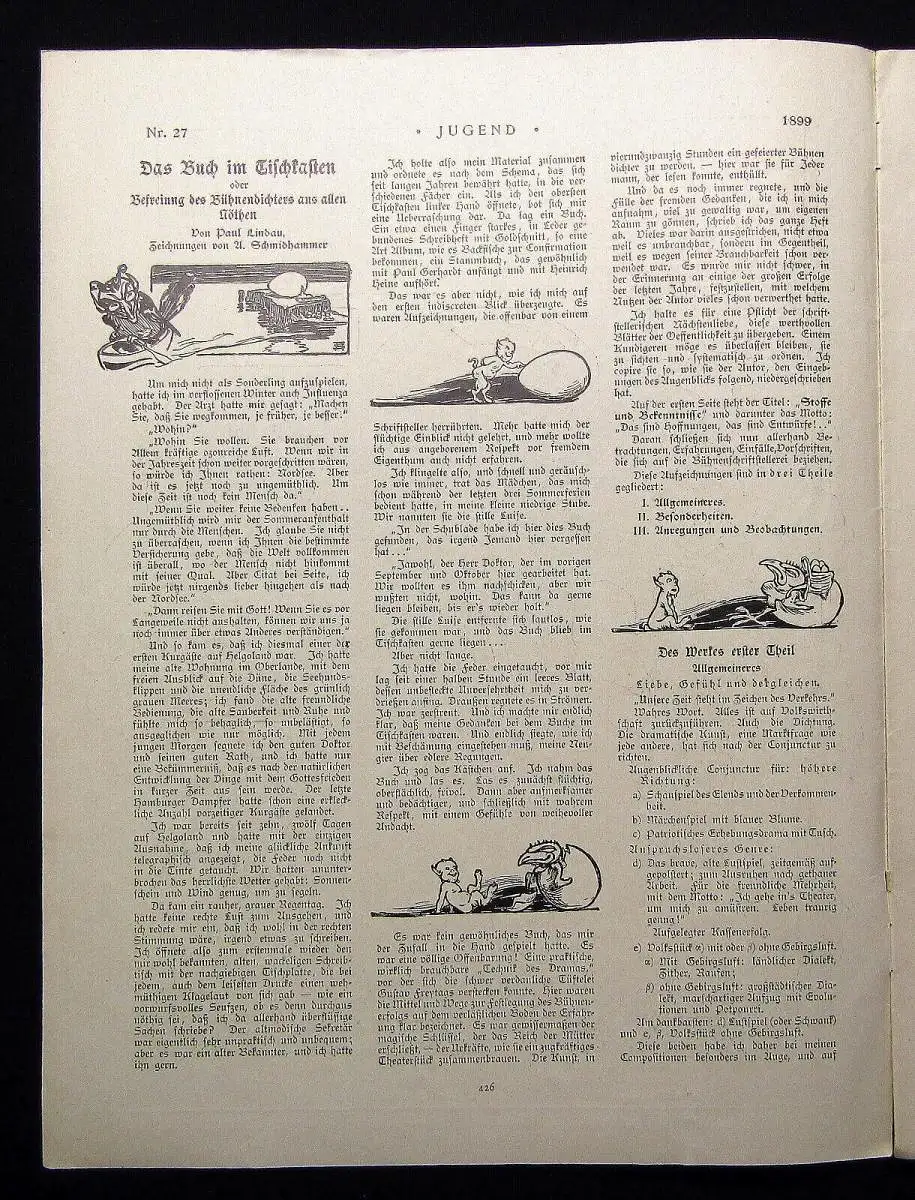 Nr. 27
• JUGEND •
1899
Das Buch im Tischkasten
oder
Befreiung des Bühnendichters aus allen
Nöthen
Von Paul Lindau,
Zeichnungen von A. Schmidhammer
Um mich nicht als Sonderling aufzuspielen,
hatte ich im verflossenen Winter auch Influenza
gehabt. Der Arzt hatte mir gesagt: „Machen
Sie, daß Sie wegkommen, je früher, je besser.“
„Wohin?“
„Wohin Sie wollen. Sie brauchen vor
Allem kräftige ozonreiche Luft. Wenn wir in
der Jahreszeit schon weiter vorgeschritten wären,
so würde ich Ihnen rathen: Nordsee. Aber
da ist es jetzt noch zu ungemüthlich. Um
diese Zeit ist noch kein Mensch da.“
„Wenn Sie weiter keine Bedenken haben..
Ungemüthlich wird mir der Sommeraufenthalt
nur durch die Menschen. Ich glaube Sie nicht
zu überraschen, wenn ich Ihnen die bestimmte
Versicherung gebe, daß die Welt vollkommen
ist überall, wo der Mensch nicht hinkommt
mit seiner Qual. Aber Citat bei Seite, ich
würde jetzt nirgends lieber hingehen als nach
der Nordsee.“
„Dann reisen Sie mit Gott! Wenn Sie es vor
Langeweile nicht aushalten, können wir uns ja
noch immer über etwas Anderes verständigen.“
Und so kam es, daß ich diesmal einer der
ersten Kurgäste auf Helgoland war. Ich hatte
meine alte Wohnung im Oberlande, mit dem
freien Ausblick auf die Düne, die Seehunds-
klippen und die unendliche Fläche des grünlich
grauen Meeres; ich fand die alte freundliche
Bedienung, die alte Sauberkeit und Ruhe und
fühlte mich so behaglich, so unbelästigt, so
ausgeglichen wie nur möglich. Mit jedem
jungen Morgen segnete ich den guten Doktor
und seinen guten Rath, und ich hatte nur
eine Bekümmerniß, daß es nach der natürlichen
Entwicklung der Dinge mit dem Gottesfrieden
in kurzer Zeit aus sein werde. Der letzte
Hamburger Dampfer hatte schon eine erkleck-
liche Anzahl vorzeitiger Kurgäste gelandet.
Ich war bereits seit zehn, zwölf Tagen
auf Helgoland und hatte mit der einzigen
Ausnahme, daß ich meine glückliche Ankunft
telegraphisch angezeigt, die Feder noch nicht
in die Tinte getaucht. Wir hatten ununter-
brochen das herrlichste Wetter gehabt: Sonnen-
schein und Wind genug, um zu segeln.
Da kam ein rauher, grauer Regentag. Ich
hatte keine rechte Lust zum Ausgehen, und
ich redete mir ein, daß ich wohl in der rechten
Stimmung wäre, irgend etwas zu schreiben.
Ich öffnete also zum erstenmale wieder den
mir wohl bekannten, alten, wackeligen Schreib-
tisch mit der nachgiebigen Tischplatte, die bei
jedem, auch dem leisesten Drucke einen weh-
müthigen Klagelaut von sich gab — wie ein
vorwurfsvolles Seufzen, ob es denn durchaus
nöthig sei, daß ich da allerhand überflüssige
Sachen schriebe? Der altmodische Sekretär
war eigentlich sehr unpraktisch und unbequem;
aber es war ein alter Bekannter, und ich hatte
ihn gern.
Ich holte also mein Material zusammen
und ordnete es nach dem Schema, das sich
seit langen Jahren bewährt hatte, in die ver-
schiedenen Fächer ein. Als ich den obersten
Tischkasten linker Hand öffnete, bot sich mir
eine Ueberraschung dar. Da lag ein Buch.
Ein etwa einen Finger starkes, in Leder ge-
bundenes Schreibheft mit Goldschnitt, so eine
Art Album, wie es Backfische zur Confirmation
bekommen, ein Stammbuch, das gewöhnlich
mit Paul Gerhardt anfängt und mit Heinrich
Heine aufhört.
Das war es aber nicht, wie ich mich auf
den ersten indiscreten Blick überzeugte. Es
waren Aufzeichnungen, die offenbar von einem
Schriftsteller herrührten. Mehr hatte mich der
flüchtige Einblick nicht gelehrt, und mehr wollte
ich aus angeborenem Respekt vor fremdem
Eigenthum auch nicht erfahren.
Ich klingelte also, und schnell und geräusch-
los wie immer, trat das Mädchen, das mich
schon während der letzten drei Sommerferien
bedient hatte, in meine kleine niedrige Stube.
Wir nannten sie die stille Luise.
„In der Schublade habe ich hier dies Buch
gefunden, das irgend Jemand hier vergessen
hat...“
„Jawohl, der Herr Doktor, der im vorigen
September und Oktober hier gearbeitet hat.
Wir wollten es ihm nachschicken, aber wir
wußten nicht, wohin. Das kann da gerne
liegen bleiben, bis er's wieder holt.“
Die stille Luise entfernte sich lautlos, wie
sie gekommen war, und das Buch blieb im
Tischkasten gerne liegen...
Aber nicht lange.
Ich hatte die Feder eingetaucht, vor mir
lag seit einer halben Stunde ein leeres Blatt,
dessen unbefleckte Unversehrtheit mich zu ver-
drießen anfing. Draußen regnete es in Strömen.
Ich war zerstreut. Und ich machte mir endlich
klar, daß meine Gedanken bei dem Buche im
Tischkasten waren. Und endlich siegte, wie ich
mit Beschämung eingestehen muß, meine Neu-
gier über edlere Regungen.
Ich zog das Kästchen auf. Ich nahm das
Buch und las es. Las es zunächst flüchtig,
oberflächlich, frivol. Dann aber aufmerksamer
und bedächtiger, und schließlich mit wahrem
Respekt, mit einem Gefühle von weihevoller
Andacht.
Es war kein gewöhnliches Buch, das mir
der Zufall in die Hand gespielt hatte. Es
war eine völlige Offenbarung! Eine praktische,
wirklich brauchbare „Technik des Dramas,“
vor der sich die schwer verdauliche Tüftelei
Gustav Freytags verstecken konnte. Hier waren
die Mittel und Wege zur Festlegung des Bühnen-
erfolgs auf dem verläßlichen Boden der Erfahr-
ung klar bezeichnet. Es war gewissermaßen der
magische Schlüssel, der das Reich der Mütter
erschließt, — der Urkräfte, wie sie ein zugkräftiges
Theaterstück zusammenbrauen. Die Kunst, in
vierundzwanzig Stunden ein gefeierter Bühnen
dichter zu werden. — hier war sie für Jeder
mann, der lesen konnte, enthüllt.
Und da es noch immer regnete, und die
Fülle der fremden Gedanken, die ich in mich
aufnahm, viel zu gewaltig war, um eigenen
Raum zu gönnen, schrieb ich das ganze Heft
ab. Vieles war darin ausgestrichen, nicht etwa
weil es unbrauchbar, sondern im Gegentheil,
weil es wegen seiner Brauchbarkeit schon ver-
wendet war. Es wurde mir nicht schwer, in
der Erinnerung an einige der großen Erfolge
der letzten Jahre, festzustellen, mit welchem
Nutzen der Autor vieles schon verwerthet hatte.
Ich halte es für eine Pflicht der schrift-
stellerischen Nächstenliebe, diese werthvollen
Blätter der Oeffentlichkeit zu übergeben. Einem
Kundigeren möge es überlassen bleiben, sie
zu sichten und systematisch zu ordnen. Ich
copire sie so, wie sie der Autor, den Eingeb-
ungen des Augenblicks folgend, niedergeschrieben
hat.
Auf der ersten Seite steht der Titel: „Stoffe
und Bekenntnisse“ und darunter das Motto:
„Das sind Hoffnungen, das sind Entwürfe!..“
Daran schließen sich nun allerhand Be-
trachtungen, Erfahrungen, Einfälle, Vorschriften,
die sich auf die Bühnenschriftstellerei beziehen.
Diese Aufzeichnungen sind in drei Theile
gegliedert:
I. Allgemeines.
II. Besonderheiten.
III. Anregungen und Beobachtungen.
Des Werkes erster Theil
Allgemeines
Liebe, Gefühl und delgleichen.
„Unsere Zeit steht im Zeichen des Verkehrs.“
Wahres Wort. Alles ist auf Volkswirth-
schaft zurückzuführen. Auch die Dichtung.
Die dramatische Kunst, eine Marktfrage wie
jede andere, hat sich nach der Conjunctur zu
richten.
Augenblickliche Conjunctur für: höhere
Richtung:
a) Schauspiel des Elends und der Verkommen-
heit.
b) Märchenspiel mit blauer Blume.
c) Patriotisches Erhebungsdrama mit Tusch.
Anspruchsloseres Genre:
d) Das brave, alte Lustspiel, zeitgemäß auf-
gepolstert; zum Ausruhen nach gethaner
Arbeit. Für die freundliche Mehrheit,
mit dem Motto: „Ich gehe in's Theater,
um mich zu amüsiren. Leben traurig
genug!“
Aufgelegter Kassenerfolg.
e) Volksstück α) mit oder β) ohne Gebirgsluft.
α) Mit Gebirgsluft: ländlicher Dialekt,
Zither, Raufen;
β) ohne Gebirgsluft: großstädtischer Dia-
lekt, marschartiger Aufzug mit Evolu-
tionen und Potpourri.
Am dankbarsten: d) Lustspiel (oder Schwank)
und e, β) Volksstück ohne Gebirgsluft.
Diese beiden habe ich daher bei meinen
Compositionen besonders im Auge, und auf
426